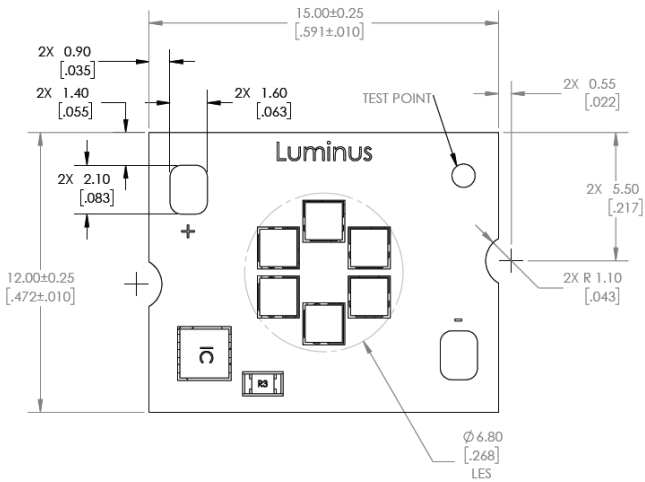 15.00±0.25
[.591±.010]
2X 0.90
[.035]
2X 1.40
[.055]
2X 1.60
[.063]
TEST POINT
2X 0.55
[.022]
Luminus
2X 2.10
[.083]
2X 5.50
[.217]
+
12.00±0.25
[.472±.010]
2X R 1.10
[.043]
-
IC
R3
Ø6.80
[.268]
LES